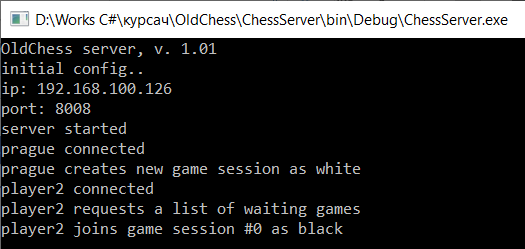 D:\Works C#\курсач\OldChess\ChessServer\bin\Debug\ChessServer.exe
OldChess server, v. 1.01
initial config..
ip: 192.168.100.126
port: 8008
server started
prague connected
prague creates new game session as white
player2 connected
player2 requests a list of waiting games
player2 joins game session #0 as black